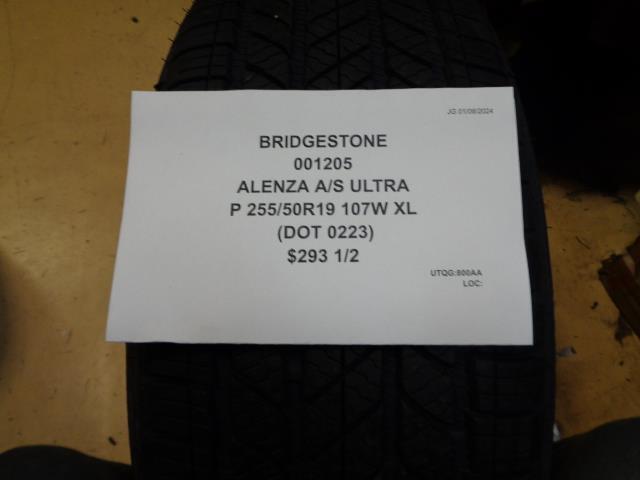 JG 01/08/2024
BRIDGESTONE
001205
ALENZA A/S ULTRA
P 255/50R19 107W XL
(DOT 0223)
$293 1/2
UTQG:800AA
LOC: